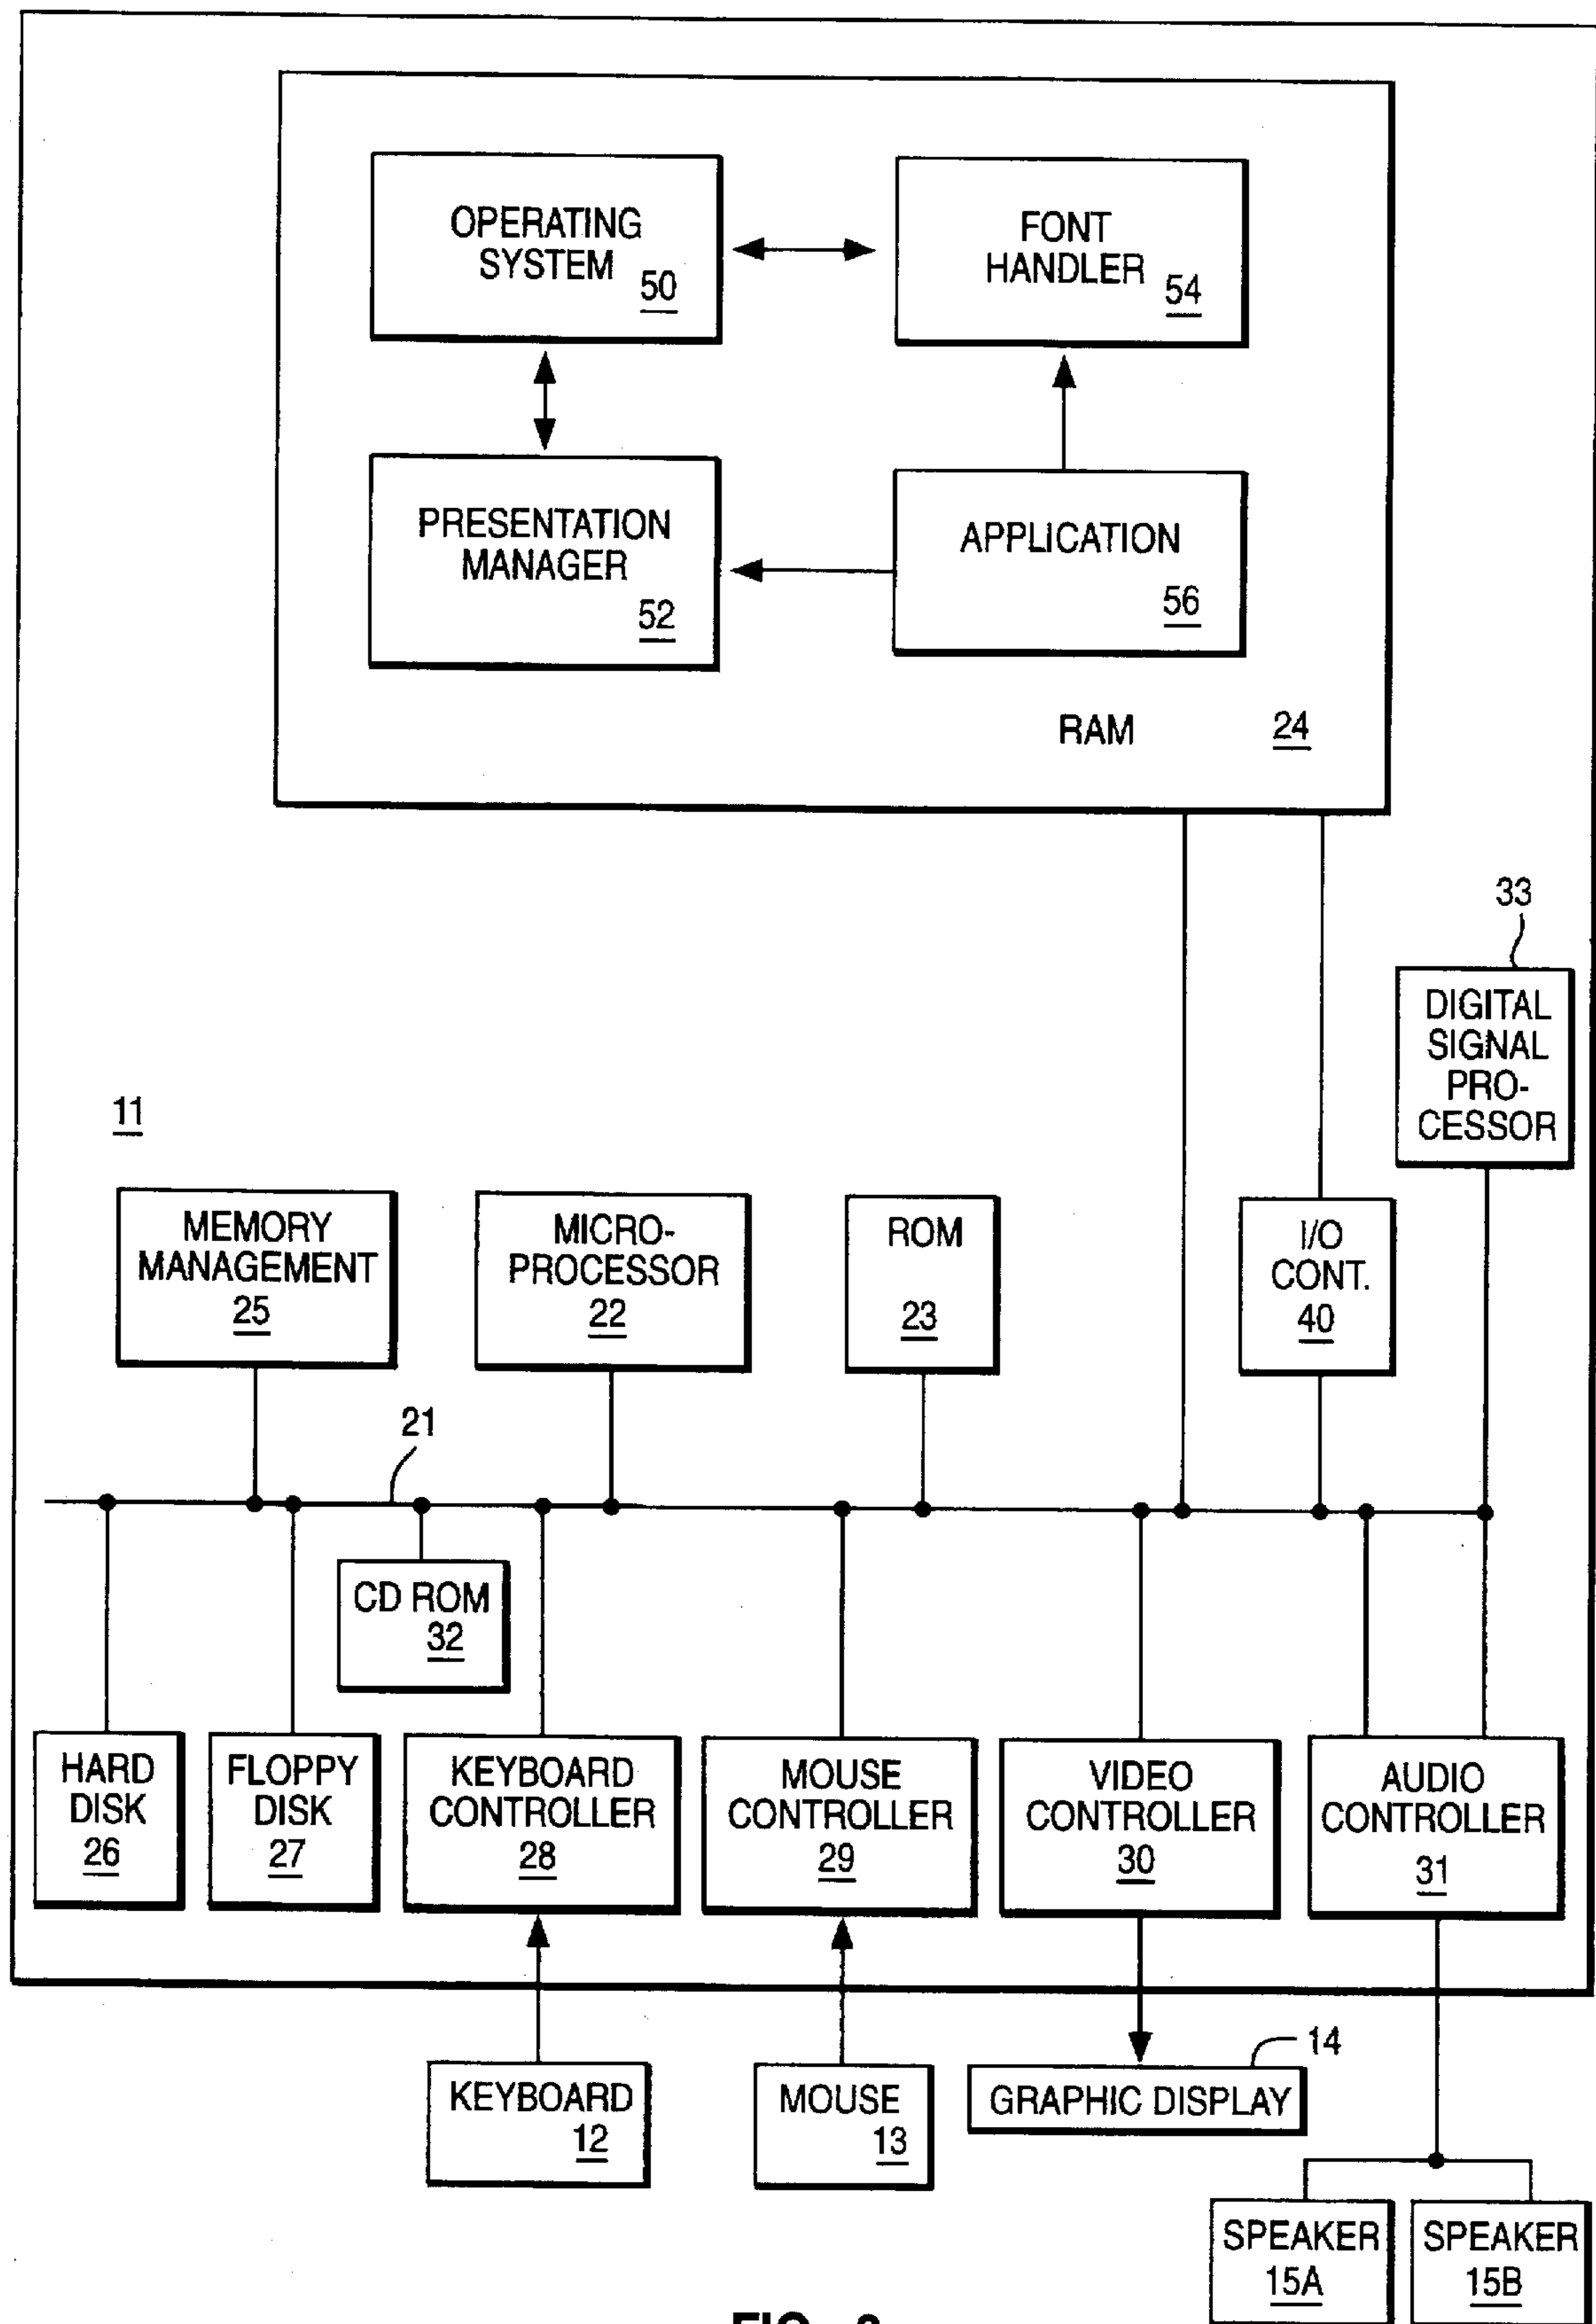 OPERATING
SYSTEM
50
FONT
HANDLER
54
PRESENTATION
MANAGER
52
APPLICATION
56
RAM 24
33
DIGITAL
SIGNAL
PRO-
CESSOR
11
MEMORY
MANAGEMENT
25
MICRO-
PROCESSOR
22
ROM
23
I/O
CONT.
40
21
CD ROM
32
HARD
DISK
26
FLOPPY
DISK
27
KEYBOARD
CONTROLLER
28
MOUSE
CONTROLLER
29
VIDEO
CONTROLLER
30
AUDIO
CONTROLLER
31
KEYBOARD
12
MOUSE
13
14
GRAPHIC DISPLAY
SPEAKER
15A
SPEAKER
15B
FIG.